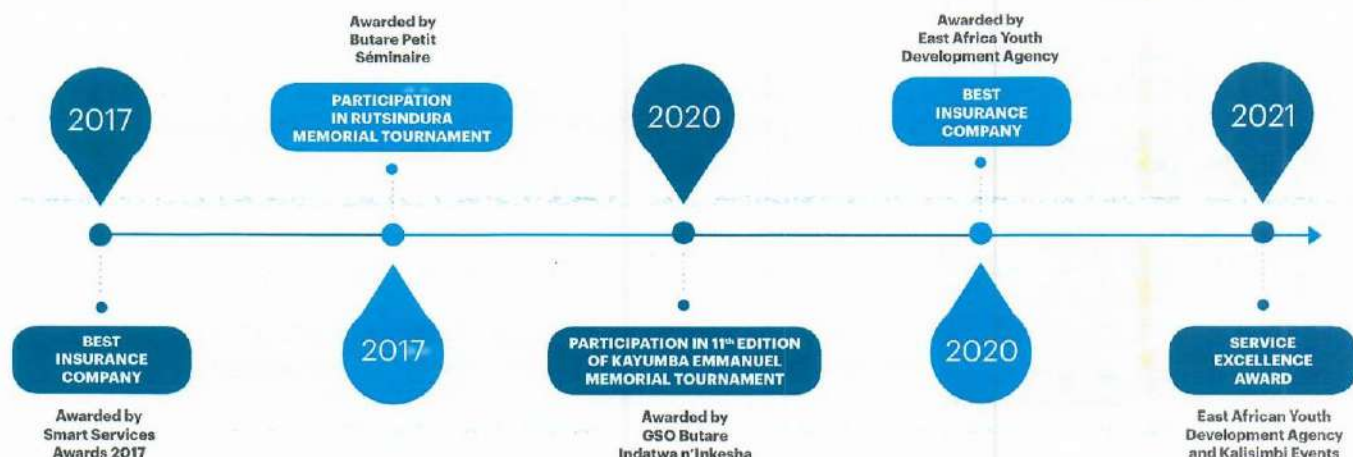 2017
BEST
INSURANCE
COMPANY
Awarded by
Smart Services
Awards 2017
Awarded by
Butare Petit
Séminaire
PARTICIPATION
IN RUTSINDURA
MEMORIAL TOURNAMENT
2017
2020
PARTICIPATION IN 11th EDITION
OF KAYUMBA EMMANUEL
MEMORIAL TOURNAMENT
Awarded by
GSO Butare
Indatwa n'Inkesha
Awarded by
East Africa Youth
Development Agency
BEST
INSURANCE
COMPANY
2020
2021
SERVICE
EXCELLENCE
AWARD
East African Youth
Development Agency
and Kalisimbi Events